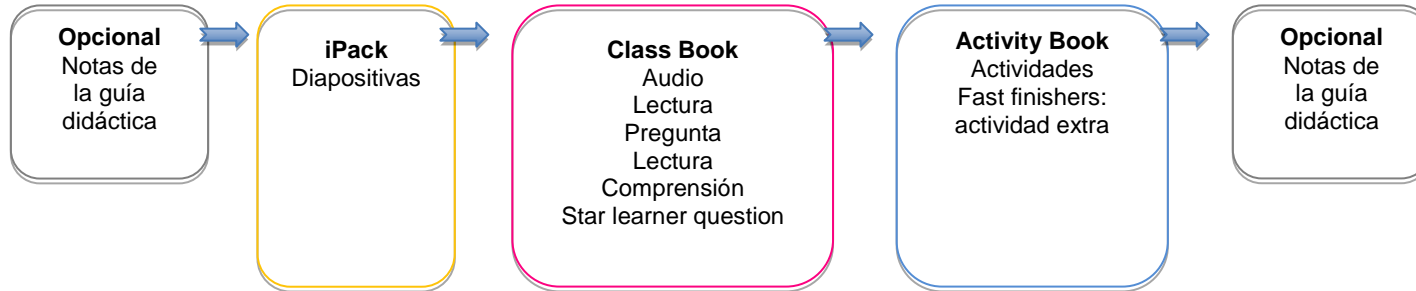 Opcional
Notas de
la guía
didáctica
iPack
Diapositivas
Class Book
Audio
Lectura
Pregunta
Lectura
Comprensión
Star learner question
Activity Book
Actividades
Fast finishers:
actividad extra
Opcional
Notas de
la guía
didáctica